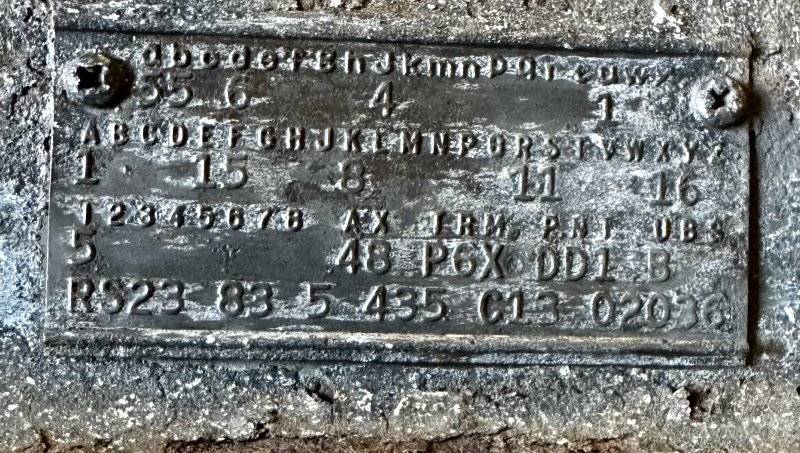 abcdefghJkmnpqrtuwy
55 6 4 1
ABCDEFGHJKLMNPQRSTVWXYZ
1 15 8 11 16
12345678 AX TRM. PNT UBS
5 48 P6X DD1 B
RS23 83 5 435 C13 02036